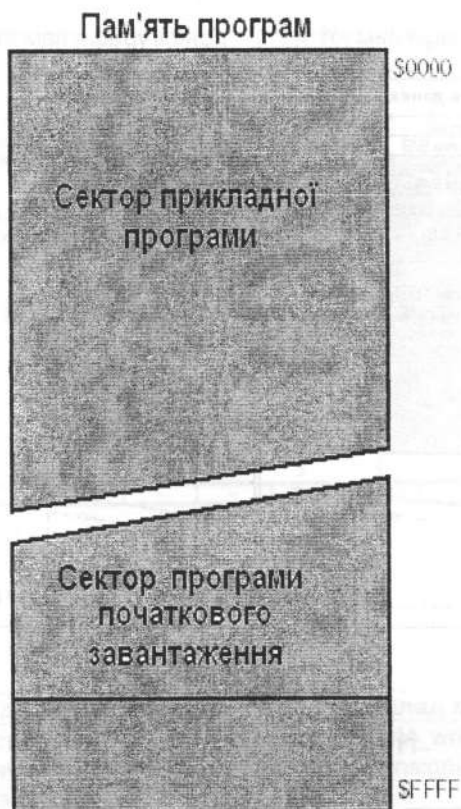 Пам'ять програм
$0000
Сектор прикладної
програми
Сектор програми
початкового
завантаження
$FFFF